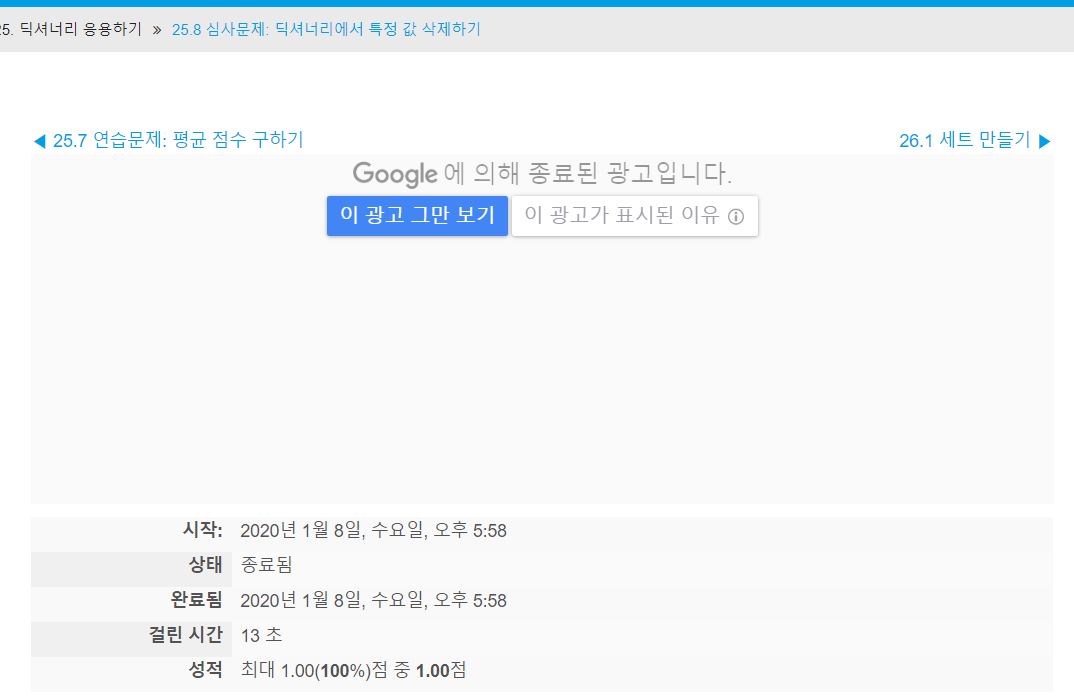 25. 딕셔너리 응용하기 » 25.8 심사문제: 딕셔너리에서 특정 값 삭제하기
◀ 25.7 연습문제: 평균 점수 구하기 26.1 세트 만들기 ▶
Google에 의해 종료된 광고입니다.
이 광고 그만 보기 이 광고가 표시된 이유 ⓘ
시작: 2020년 1월 8일, 수요일, 오후 5:58
상태 종료됨
완료됨 2020년 1월 8일, 수요일, 오후 5:58
걸린 시간 13 초
성적 최대 1.00(100%)점 중 1.00점